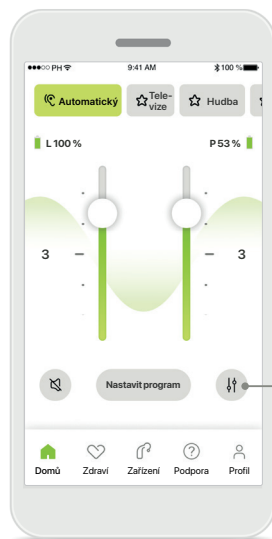 PH 9:41 AM 100 %
Automatický
Tele-
vize
Hudba
L 100 % P 53 %
3 3
Nastavit program
Domů Zdraví Zařízení Podpora Profil